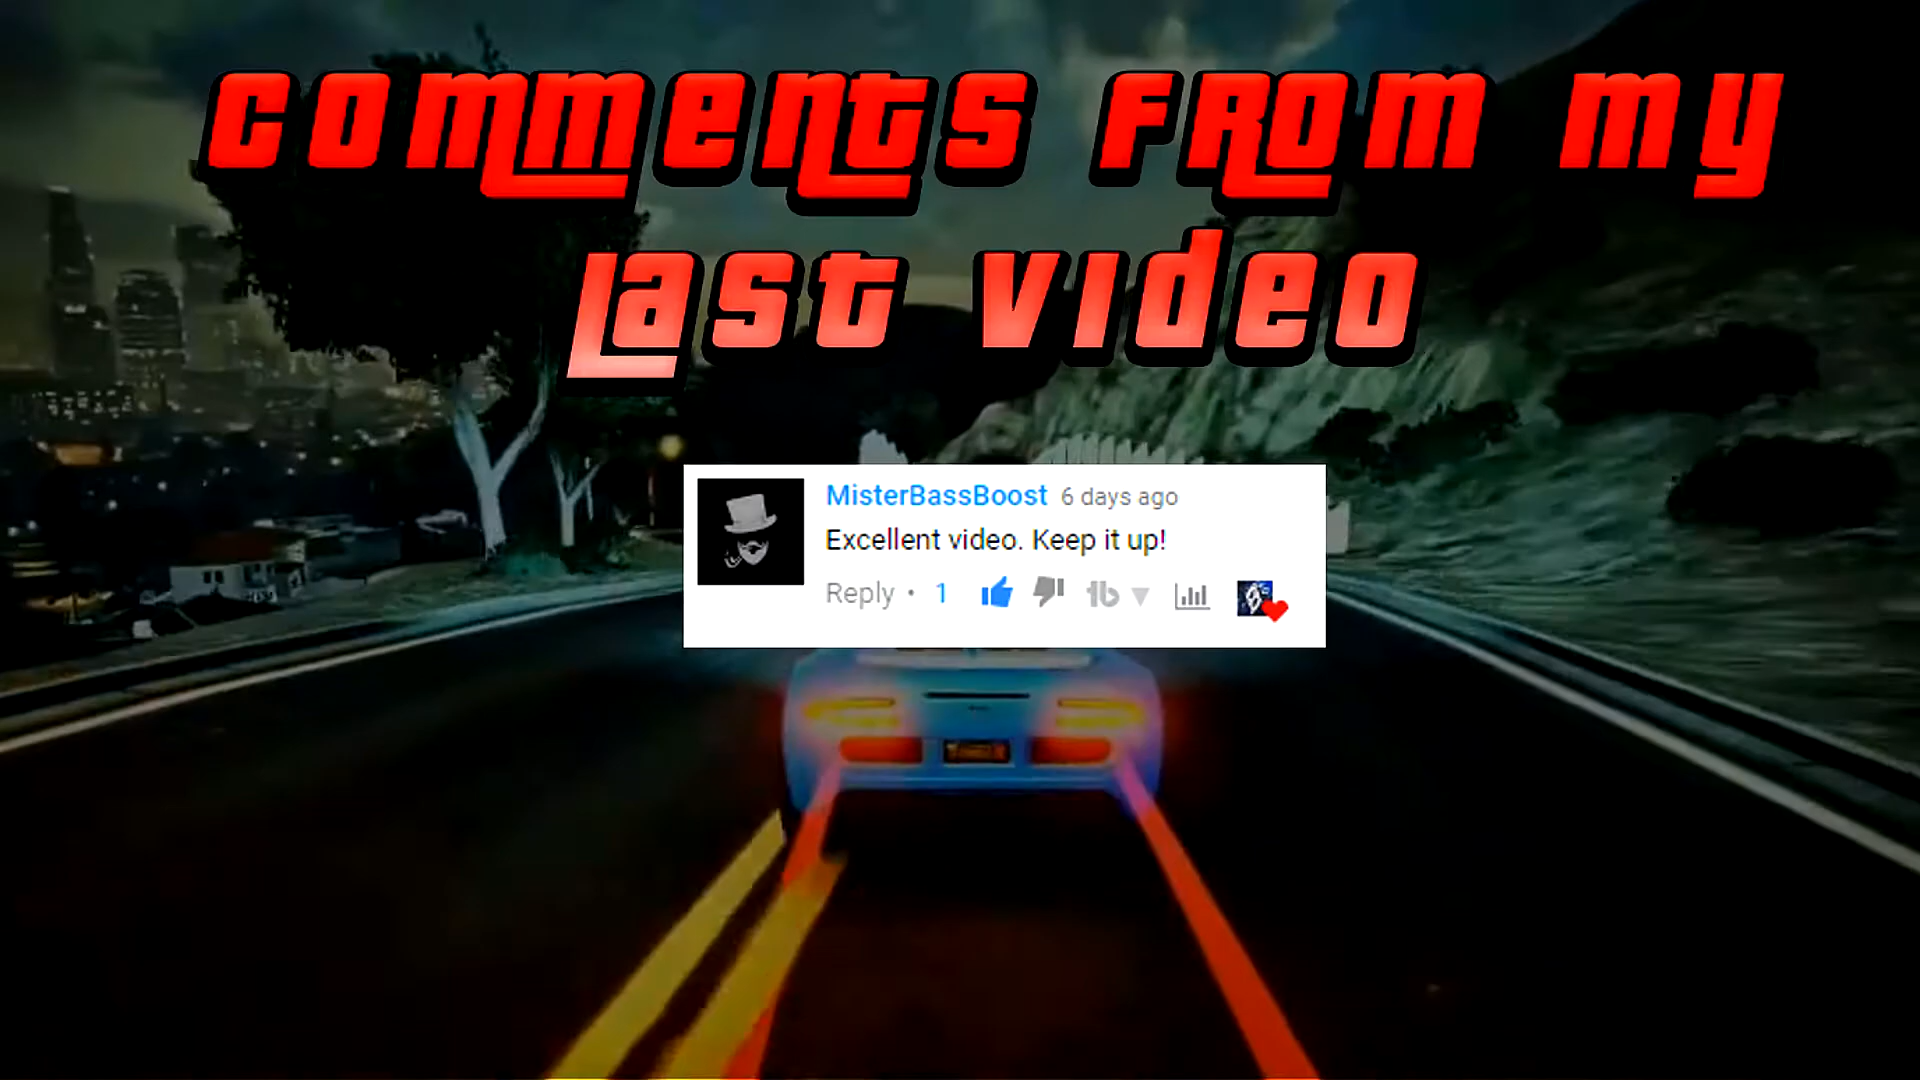 comments from my
last video
MisterBassBoost 6 days ago
Excellent video. Keep it up!
Reply • 1